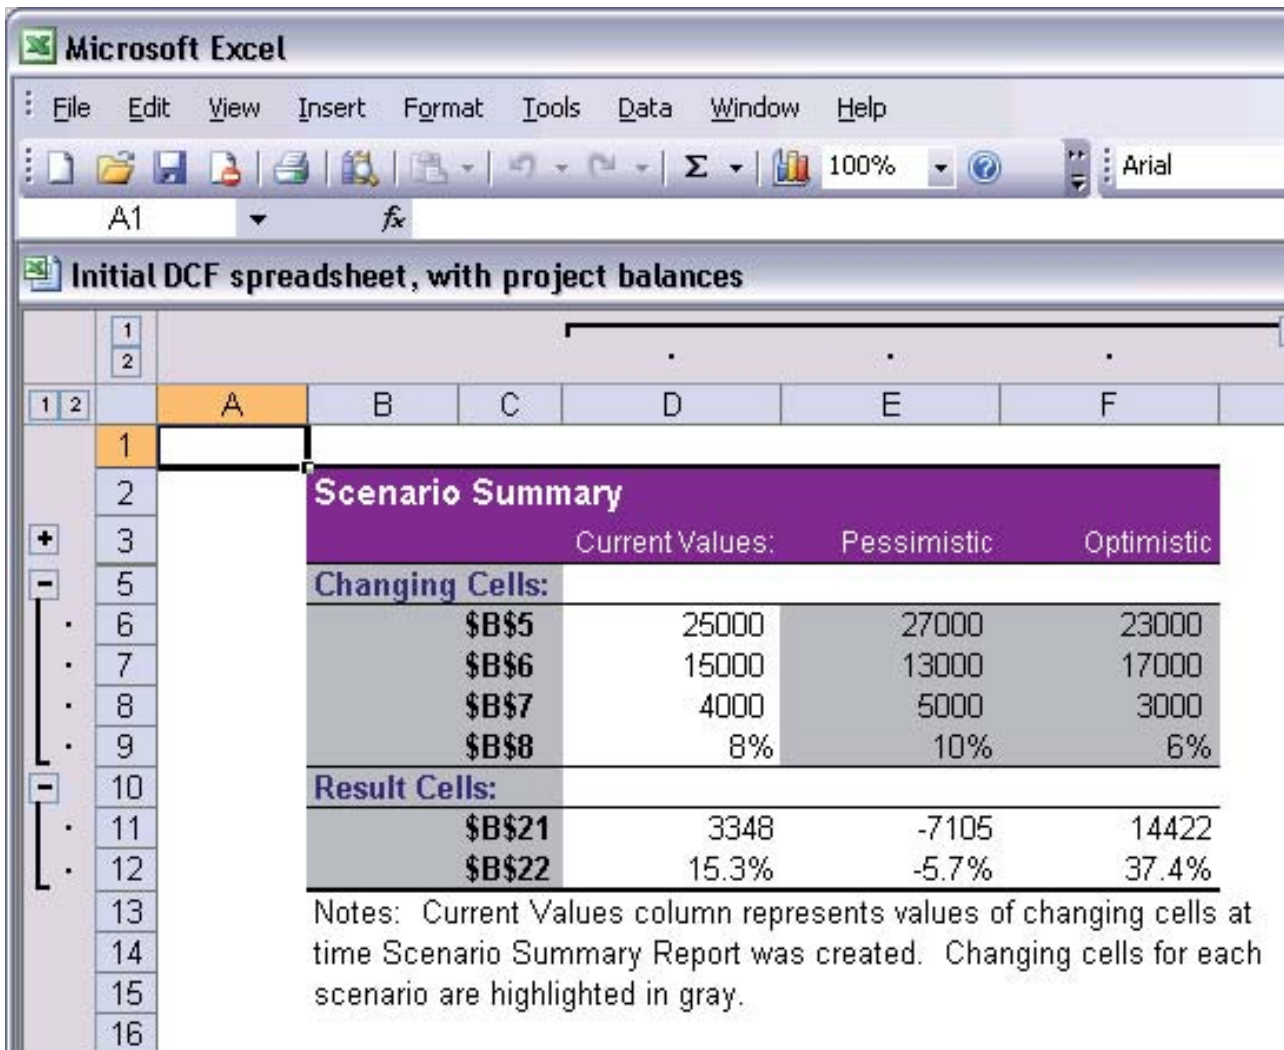 Microsoft Excel
File Edit View Insert Format Tools Data Window Help
Σ 100% ? Arial
A1 fx
Initial DCF spreadsheet, with project balances
1
2
1 2 A B C D E F
1
2 Scenario Summary
+ 3 Current Values: Pessimistic Optimistic
- 5 Changing Cells:
6 $B$5 25000 27000 23000
7 $B$6 15000 13000 17000
8 $B$7 4000 5000 3000
9 $B$8 8% 10% 6%
- 10 Result Cells:
11 $B$21 3348 -7105 14422
12 $B$22 15.3% -5.7% 37.4%
13 Notes: Current Values column represents values of changing cells at
14 time Scenario Summary Report was created. Changing cells for each
15 scenario are highlighted in gray.
16